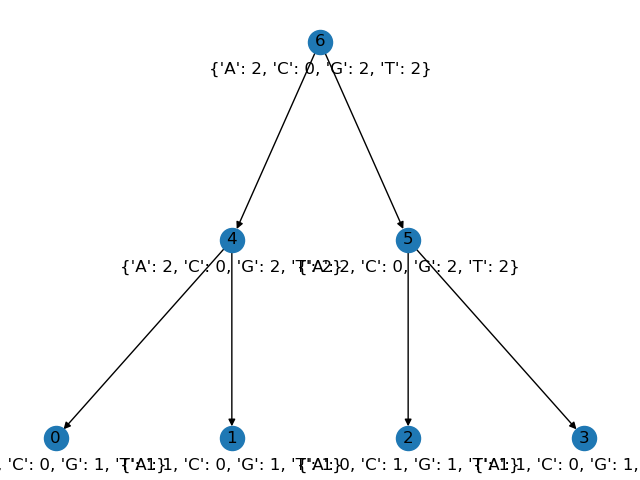 6
{'A': 2, 'C': 0, 'G': 2, 'T': 2}
4 5
{'A': 2, 'C': 0, 'G': 2, 'T': 2} {'A': 2, 'C': 0, 'G': 2, 'T': 2}
0 1 2 3
, 'C': 0, 'G': 1, 'T': 1} {'A': 1, 'C': 0, 'G': 1, 'T': 1} {'A': 0, 'C': 1, 'G': 1, 'T': 1} {'A': 1, 'C': 0, 'G': 1,